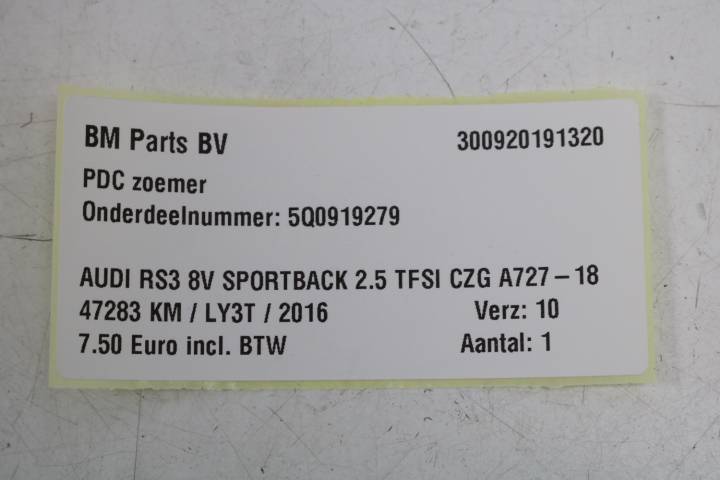 BM Parts BV 300920191320
PDC zoemer
Onderdeelnummer: 5Q0919279
AUDI RS3 8V SPORTBACK 2.5 TFSI CZG A727-18
47283 KM / LY3T / 2016 Verz: 10
7.50 Euro incl. BTW Aantal: 1